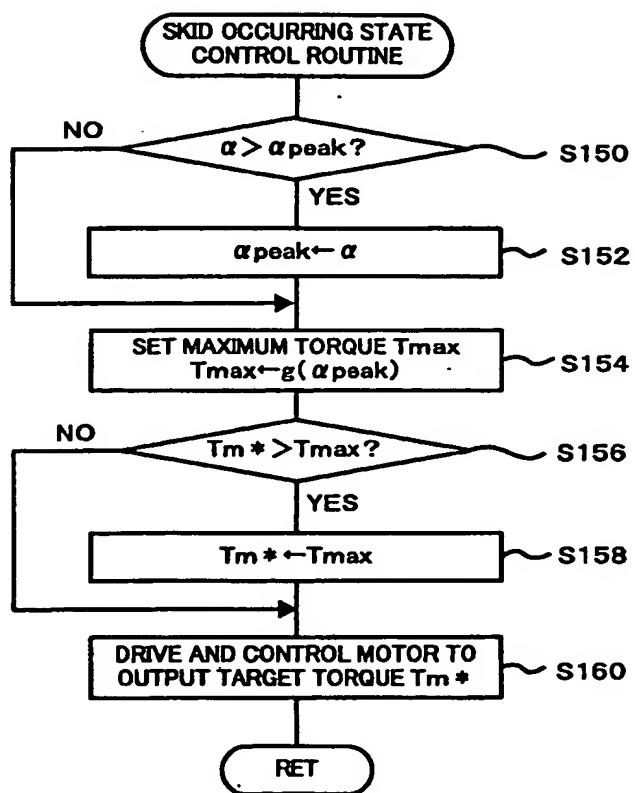 SKID OCCURRING STATE
CONTROL ROUTINE
NO
α > αpeak?
S150
YES
αpeak← α
S152
SET MAXIMUM TORQUE Tmax
Tmax←g(αpeak)
S154
NO
Tm*>Tmax?
S156
YES
Tm*←Tmax
S158
DRIVE AND CONTROL MOTOR TO
OUTPUT TARGET TORQUE Tm*
S160
RET